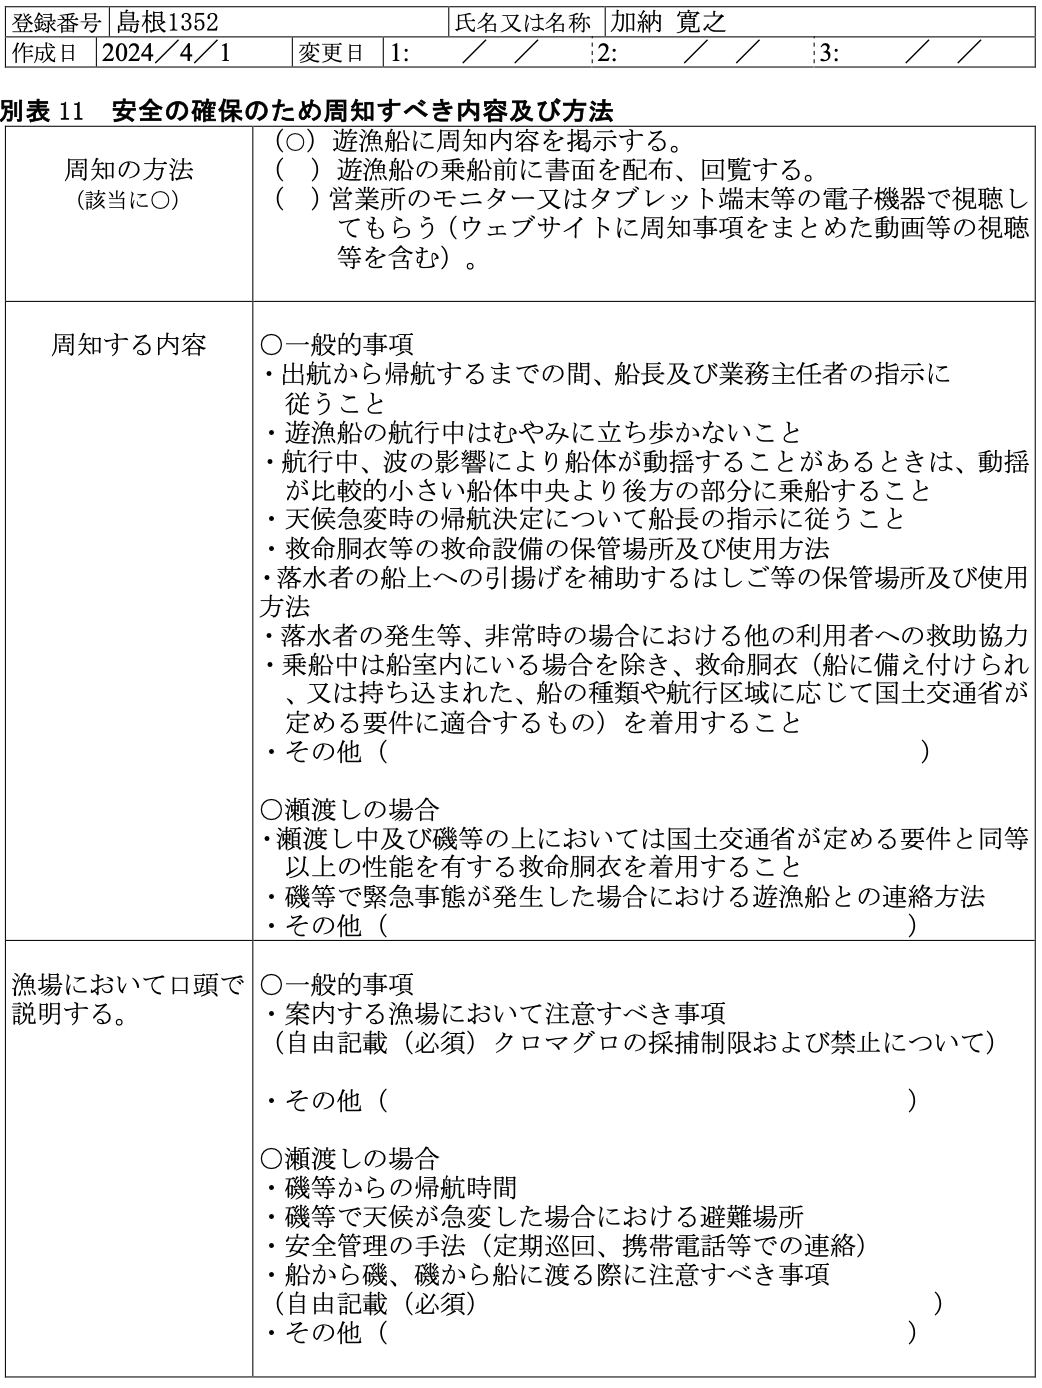 登録番号 島根1352 氏名又は名称 加納 寛之
作成日 2024／4／1 変更日 1: ／ ／ 2: ／ ／ 3: ／ ／
別表 11 安全の確保のため周知すべき内容及び方法
周知の方法
（該当に○）
（○）遊漁船に周知内容を掲示する。
（ ）遊漁船の乗船前に書面を配布、回覧する。
（ ）営業所のモニター又はタブレット端末等の電子機器で視聴し
てもらう（ウェブサイトに周知事項をまとめた動画等の視聴
等を含む）。
周知する内容
○一般的事項
・出航から帰航するまでの間、船長及び業務主任者の指示に
従うこと
・遊漁船の航行中はむやみに立ち歩かないこと
・航行中、波の影響により船体が動揺することがあるときは、動揺
が比較的小さい船体中央より後方の部分に乗船すること
・天候急変時の帰航決定について船長の指示に従うこと
・救命胴衣等の救命設備の保管場所及び使用方法
・落水者の船上への引揚げを補助するはしご等の保管場所及び使用
方法
・落水者の発生等、非常時の場合における他の利用者への救助協力
・乗船中は船室内にいる場合を除き、救命胴衣（船に備え付けられ
、又は持ち込まれた、船の種類や航行区域に応じて国土交通省が
定める要件に適合するもの）を着用すること
・その他（ ）
○瀬渡しの場合
・瀬渡し中及び磯等の上においては国土交通省が定める要件と同等
以上の性能を有する救命胴衣を着用すること
・磯等で緊急事態が発生した場合における遊漁船との連絡方法
・その他（ ）
漁場において口頭で
説明する。
○一般的事項
・案内する漁場において注意すべき事項
（自由記載（必須）クロマグロの採捕制限および禁止について）
・その他（ ）
○瀬渡しの場合
・磯等からの帰航時間
・磯等で天候が急変した場合における避難場所
・安全管理の手法（定期巡回、携帯電話等での連絡）
・船から磯、磯から船に渡る際に注意すべき事項
（自由記載（必須） ）
・その他（ ）